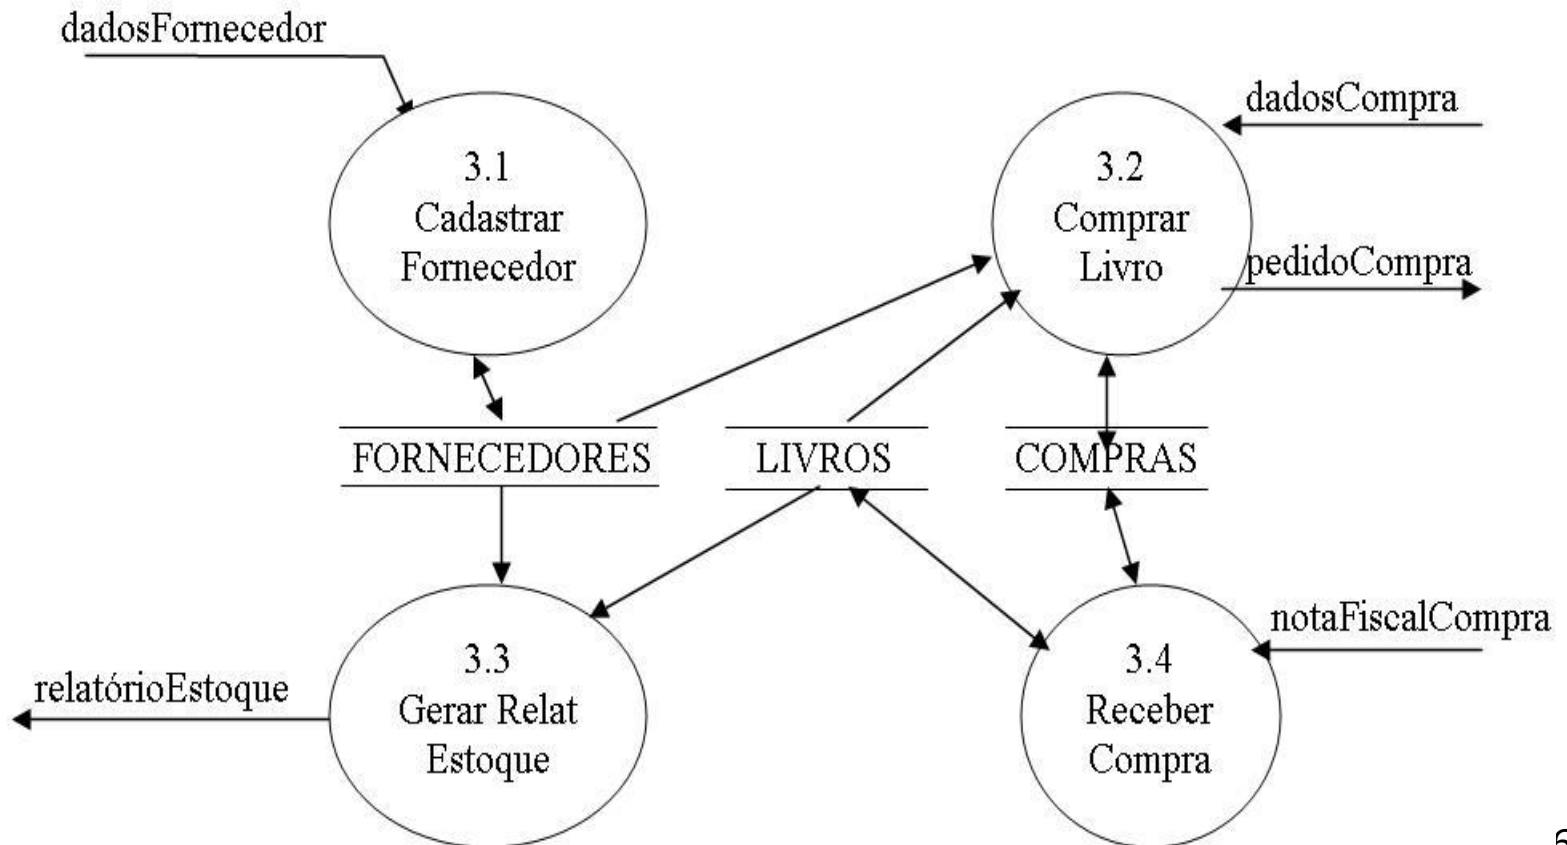 dadosFornecedor
dadosCompra
3.1
Cadastrar
Fornecedor
3.2
Comprar
Livro
pedidoCompra
FORNECEDORES
LIVROS
COMPRAS
notaFiscalCompra
3.3
Gerar Relat
Estoque
3.4
Receber
Compra
relatórioEstoque
6